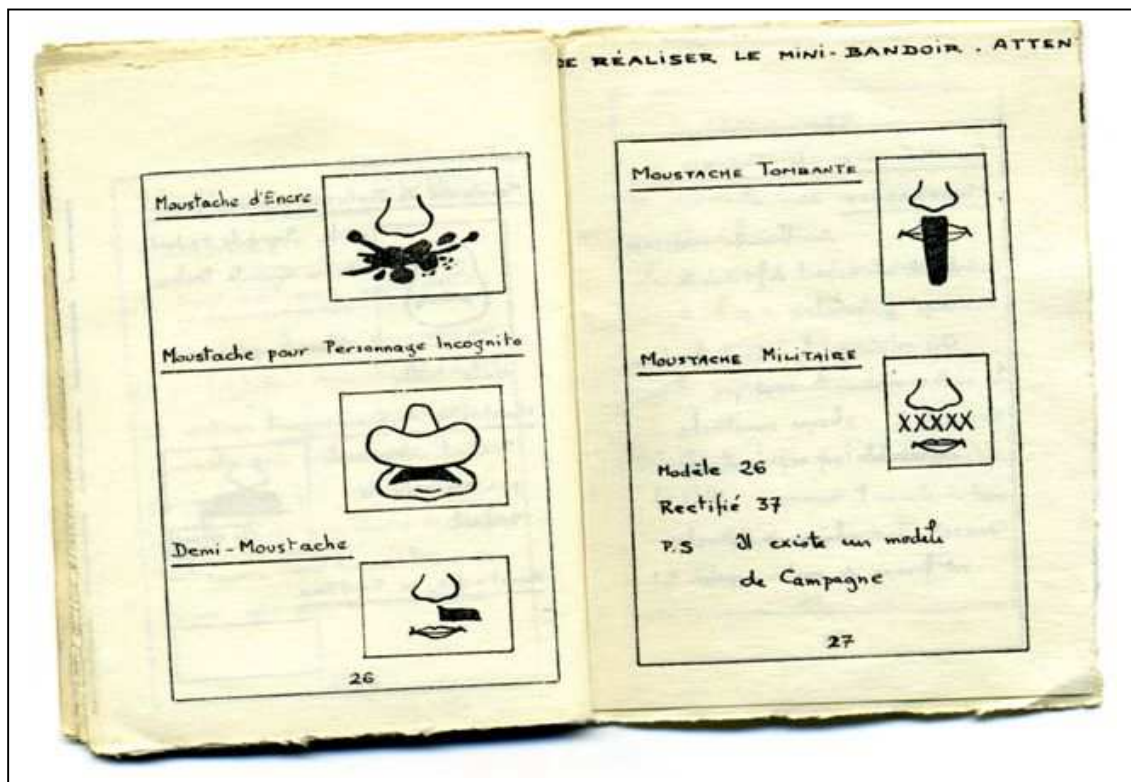 Moustache d'Encre
Moustache pour Personnage Incognito
Demi-Moustache
26
DE RÉALISER LE MINI-BANDOIR. ATTEN
MOUSTACHE TOMBANTE
MOUSTACHE MILITAIRE
XXXXX
Modèle 26
Rectifié 37
P.S Il existe un modèle
de Campagne
27